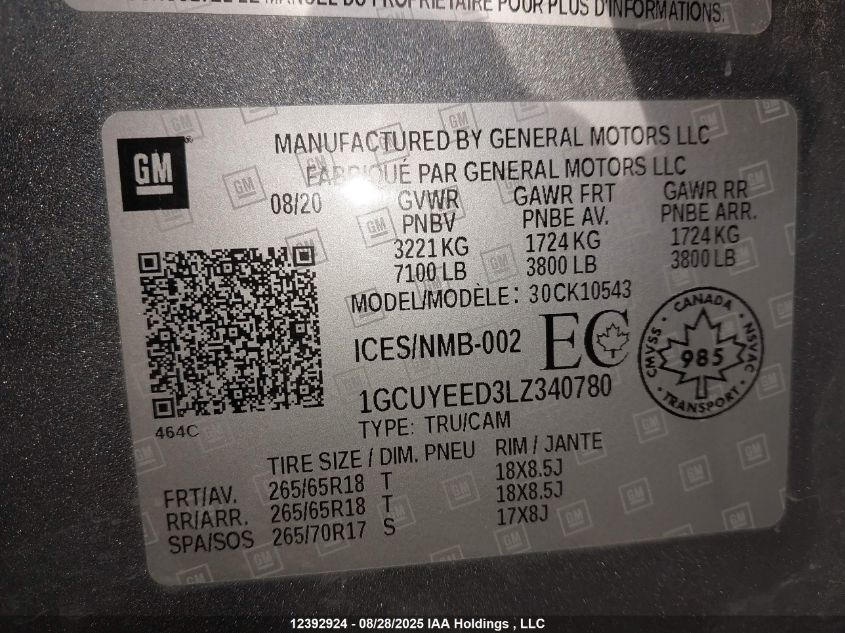 CONSULTEZ LE MANUEL DU PROPRIÉTAIRE POUR PLUS D'INFORMATIONS.
GM
MANUFACTURED BY GENERAL MOTORS LLC
FABRIQUÉ PAR GENERAL MOTORS LLC
08/20 GVWR GAWR FRT GAWR RR
PNBV PNBE AV. PNBE ARR.
3221 KG 1724 KG 1724 KG
7100 LB 3800 LB 3800 LB
MODEL/MODÈLE: 30CK10543
ICES/NMB-002 EC
CMVSS CANADA NSVAC
985
TRANSPORT
1GCUYEED3LZ340780
464C
TYPE: TRU/CAM
TIRE SIZE / DIM. PNEU RIM / JANTE
FRT/AV. 265/65R18 T 18X8.5J
RR/ARR. 265/65R18 T 18X8.5J
SPA/SOS 265/70R17 S 17X8J
12392924 - 08/28/2025 IAA Holdings , LLC